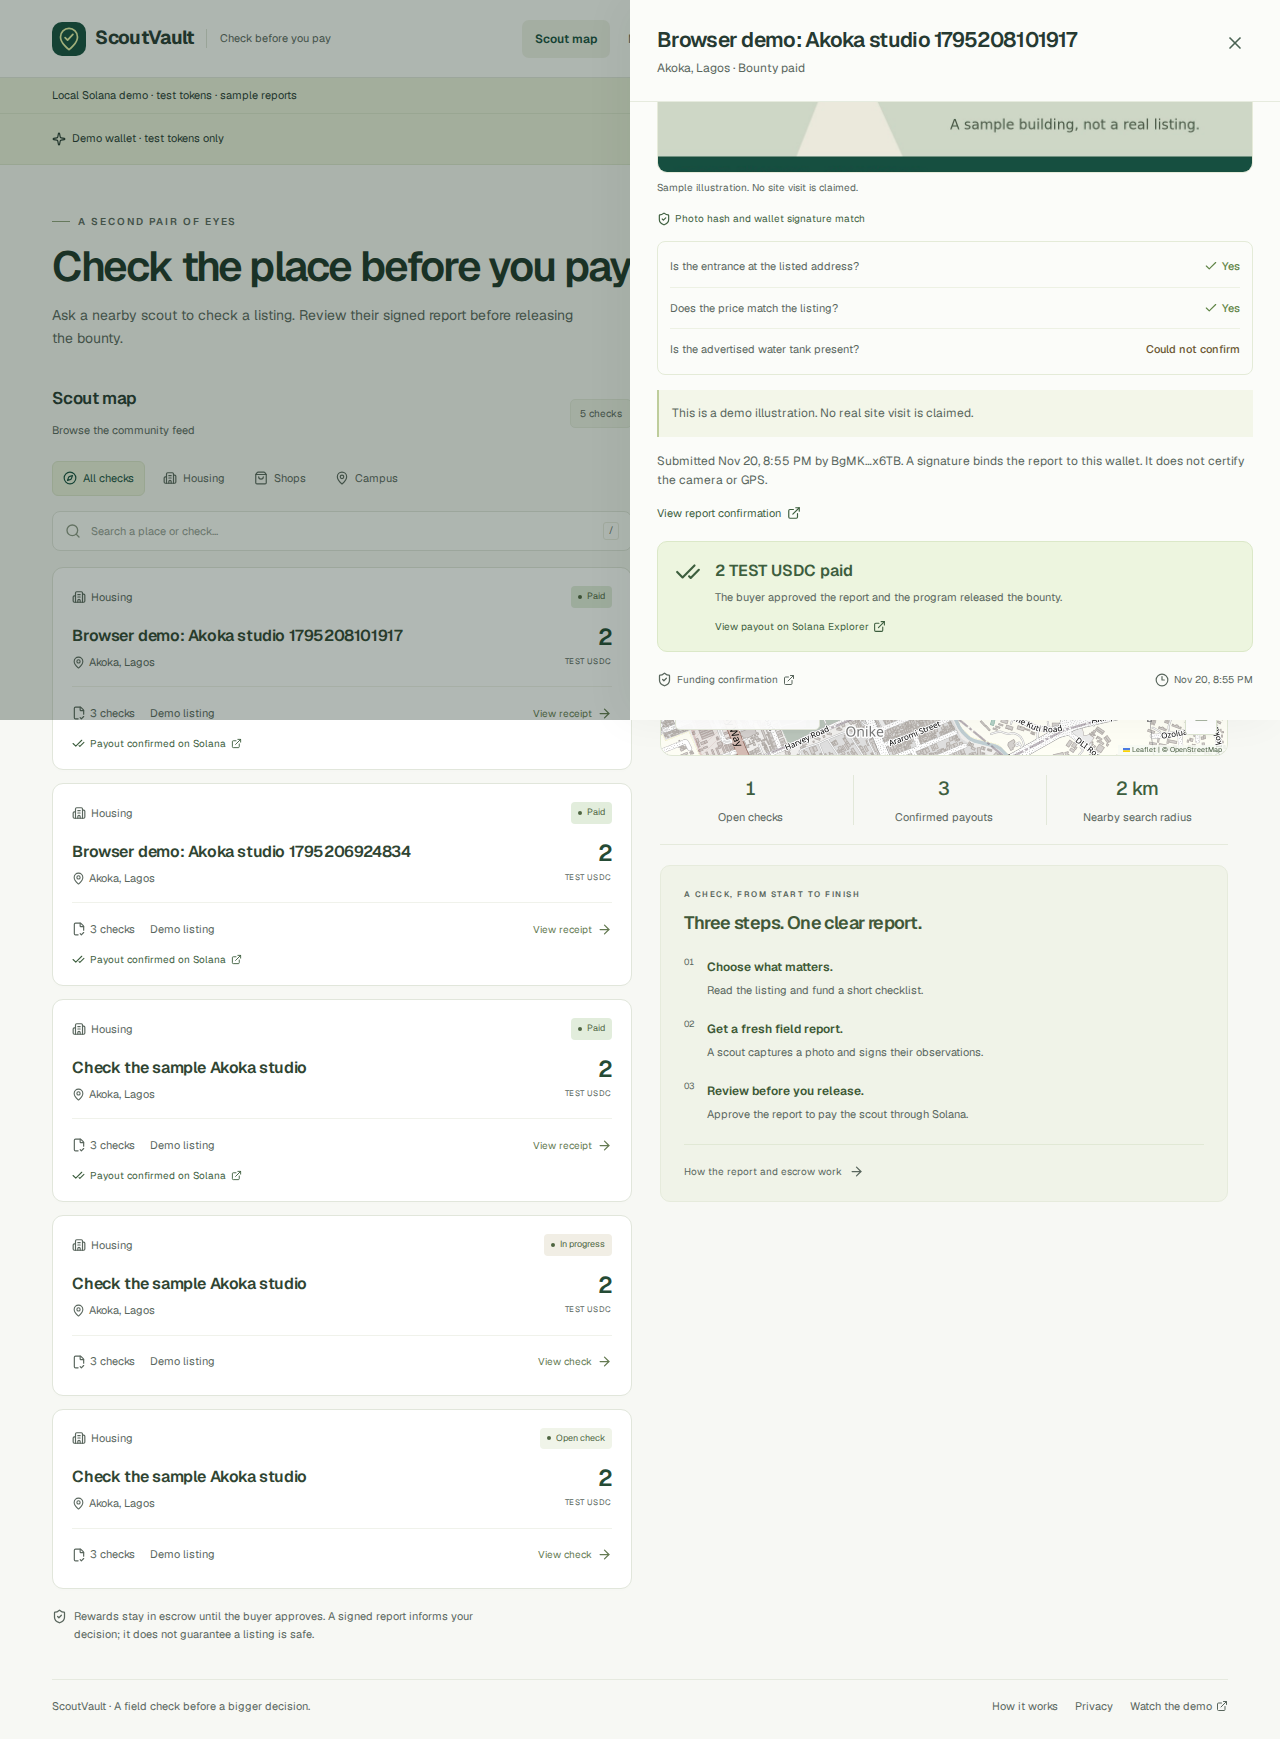 ScoutVault
Check before you pay
Scout map
Local Solana demo · test tokens · sample reports
Demo wallet · test tokens only
A SECOND PAIR OF EYES
Check the place before you pay
Ask a nearby scout to check a listing. Review their signed report before releasing
the bounty.
Scout map
Browse the community feed
5 checks
All checks
Housing
Shops
Campus
Search a place or check...
/
Housing
Paid
Browser demo: Akoka studio 1795208101917
2
Akoka, Lagos
TEST USDC
3 checks
Demo listing
View receipt
Payout confirmed on Solana
Housing
Paid
Browser demo: Akoka studio 1795206924834
2
Akoka, Lagos
TEST USDC
3 checks
Demo listing
View receipt
Payout confirmed on Solana
Housing
Paid
Check the sample Akoka studio
2
Akoka, Lagos
TEST USDC
3 checks
Demo listing
View receipt
Payout confirmed on Solana
Housing
In progress
Check the sample Akoka studio
2
Akoka, Lagos
TEST USDC
3 checks
Demo listing
View check
Housing
Open check
Check the sample Akoka studio
2
Akoka, Lagos
TEST USDC
3 checks
Demo listing
View check
Rewards stay in escrow until the buyer approves. A signed report informs your
decision; it does not guarantee a listing is safe.
Browser demo: Akoka studio 1795208101917
Akoka, Lagos · Bounty paid
A sample building, not a real listing.
Sample illustration. No site visit is claimed.
Photo hash and wallet signature match
Is the entrance at the listed address?
Yes
Does the price match the listing?
Yes
Is the advertised water tank present?
Could not confirm
This is a demo illustration. No real site visit is claimed.
Submitted Nov 20, 8:55 PM by BgMK...x6TB. A signature binds the report to this wallet. It does not certify
the camera or GPS.
View report confirmation
2 TEST USDC paid
The buyer approved the report and the program released the bounty.
View payout on Solana Explorer
Funding confirmation
Nov 20, 8:55 PM
Way
Harvey Road
Onike
Araromi Street
Kuti Road
Leaflet | © OpenStreetMap
1
Open checks
3
Confirmed payouts
2 km
Nearby search radius
A CHECK, FROM START TO FINISH
Three steps. One clear report.
01
Choose what matters.
Read the listing and fund a short checklist.
02
Get a fresh field report.
A scout captures a photo and signs their observations.
03
Review before you release.
Approve the report to pay the scout through Solana.
How the report and escrow work
ScoutVault · A field check before a bigger decision.
How it works
Privacy
Watch the demo